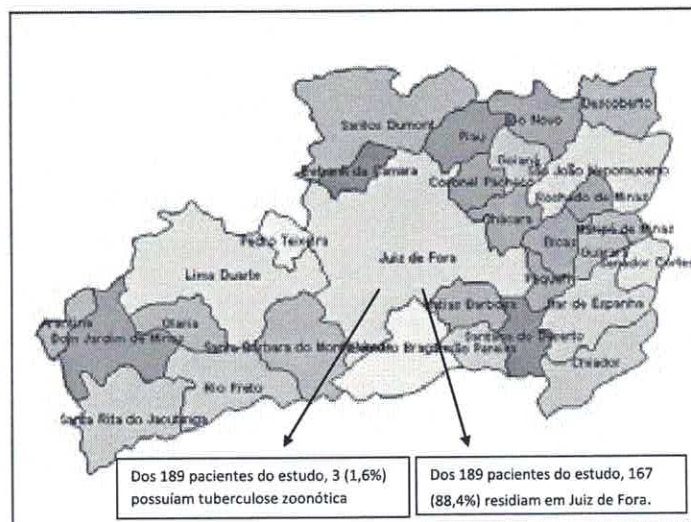 Descoberto
Santos Dumont
Rio Novo
Piau
Goianá
Ewbank da Câmara
São João Nepomuceno
Coronel Pacheco
Rochedo de Minas
Chácara
Pedro Teixeira
Bicas
Maripá de Minas
Juiz de Fora
Guarará
Senador Cortes
Lima Duarte
Pequeri
Matias Barbosa
Mar de Espanha
Arantina
Olaria
Bom Jardim de Minas
Santa Bárbara do Monte Verde
Belmiro Braga
Simão Pereira
Santana do Deserto
Chiador
Rio Preto
Santa Rita do Jacutinga
Dos 189 pacientes do estudo, 3 (1,6%)
possuíam tuberculose zoonótica
Dos 189 pacientes do estudo, 167
(88,4%) residiam em Juiz de Fora.